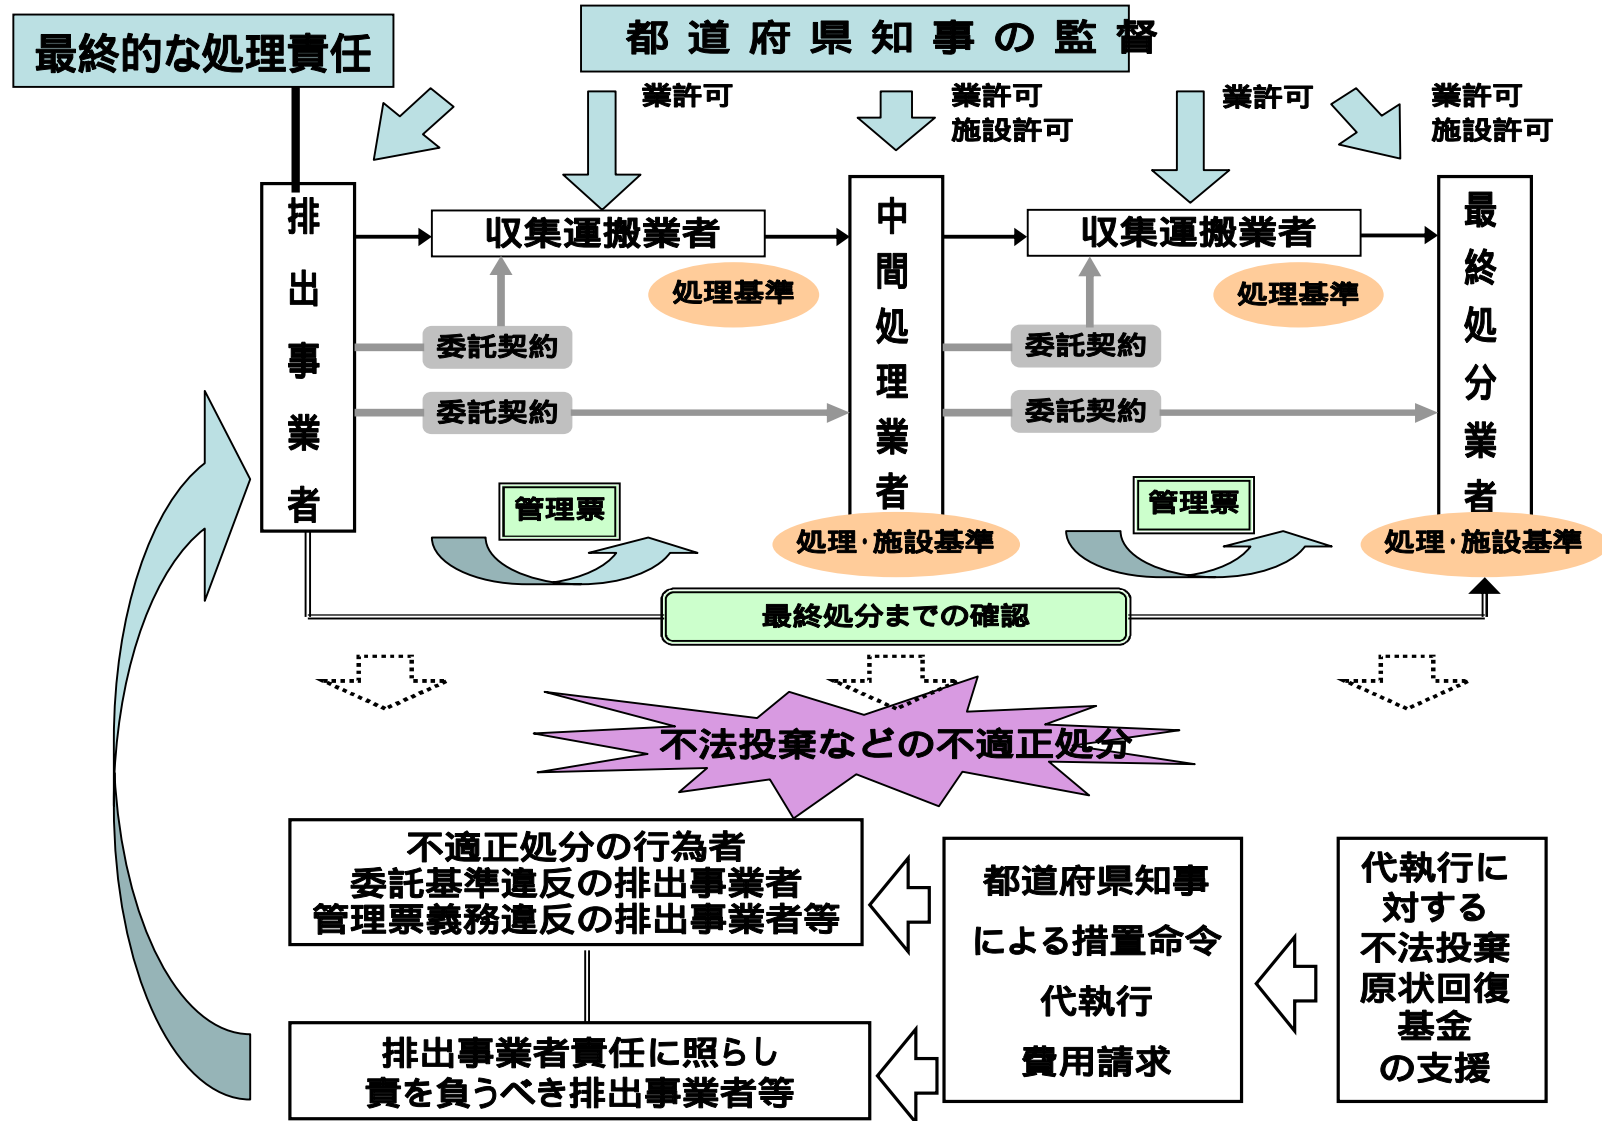 最終的な処理責任
都道府県知事の監督
業許可
業許可
施設許可
業許可
業許可
施設許可
排出事業者
収集運搬業者
中間処理業者
収集運搬業者
最終処分業者
処理基準
処理基準
委託契約
委託契約
委託契約
委託契約
管理票
管理票
処理・施設基準
処理・施設基準
最終処分までの確認
不法投棄などの不適正処分
不適正処分の行為者
委託基準違反の排出事業者
管理票義務違反の排出事業者等
都道府県知事
による措置命令
代執行
費用請求
代執行に
対する
不法投棄
原状回復
基金
の支援
排出事業者責任に照らし
責を負うべき排出事業者等